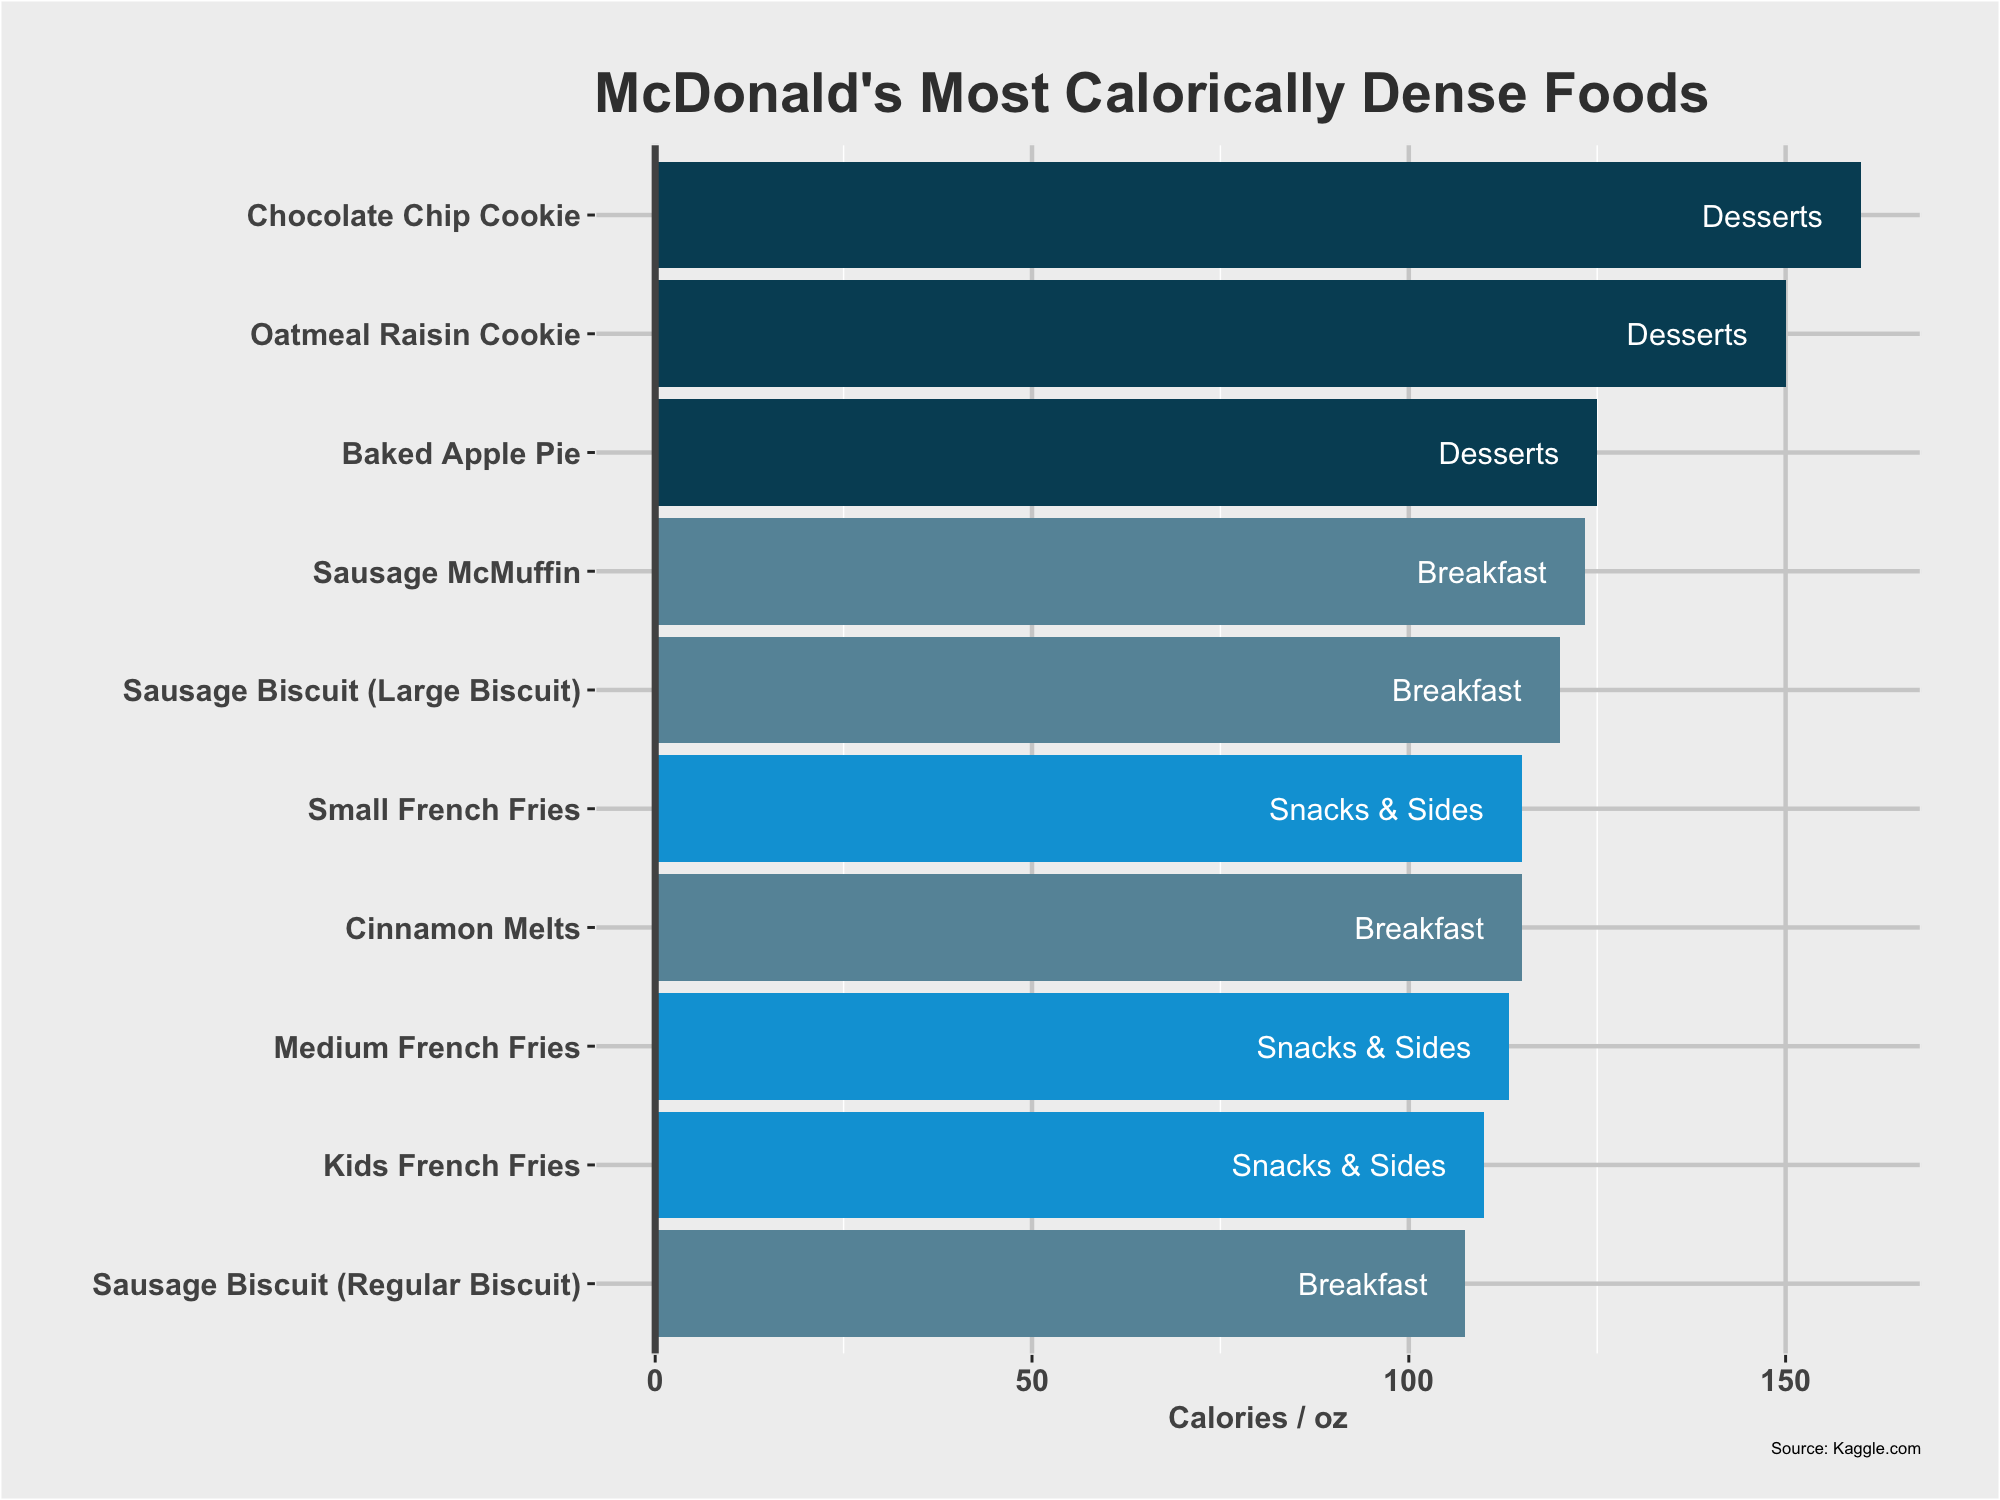 McDonald's Most Calorically Dense Foods
Chocolate Chip Cookie
Desserts
Oatmeal Raisin Cookie
Desserts
Baked Apple Pie
Desserts
Sausage McMuffin
Breakfast
Sausage Biscuit (Large Biscuit)
Breakfast
Small French Fries
Snacks & Sides
Cinnamon Melts
Breakfast
Medium French Fries
Snacks & Sides
Kids French Fries
Snacks & Sides
Sausage Biscuit (Regular Biscuit)
Breakfast
0 50 100 150
Calories / oz
Source: Kaggle.com